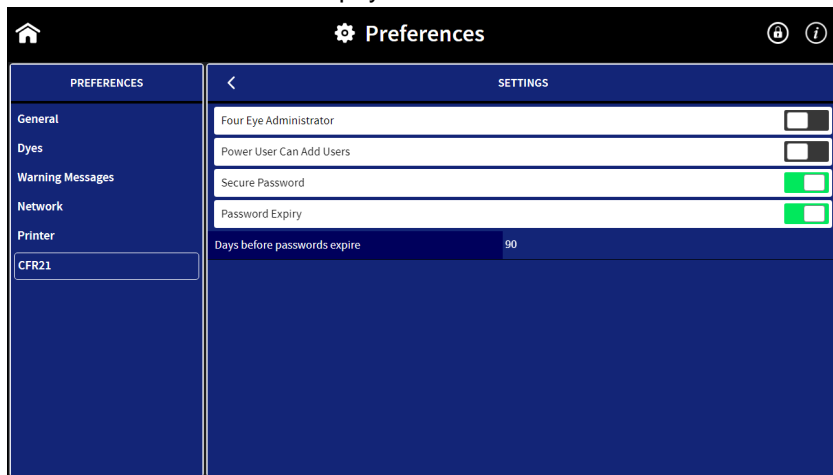 Preferences
PREFERENCES
General
Dyes
Warning Messages
Network
Printer
CFR21
SETTINGS
Four Eye Administrator
Power User Can Add Users
Secure Password
Password Expiry
Days before passwords expire 90